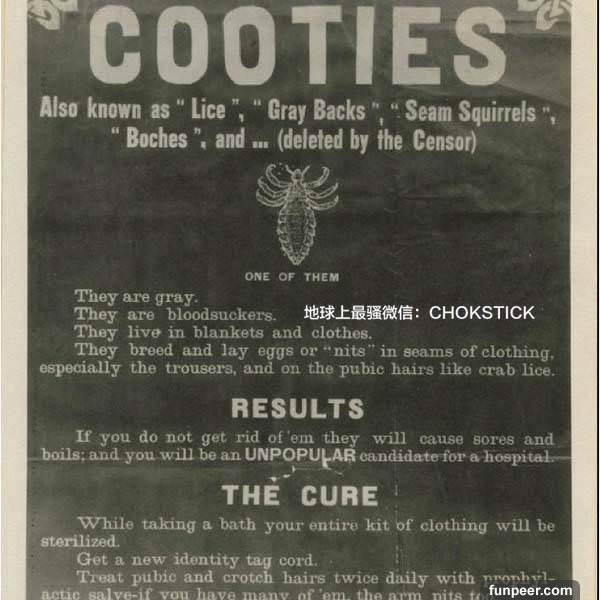 COOTIES
Also known as "Lice", "Gray Backs", "Seam Squirrels",
"Boches", and ... (deleted by the Censor)
ONE OF THEM
They are gray.
They are bloodsuckers.
地球上最骚微信：CHOKSTICK
They live in blankets and clothes.
They breed and lay eggs or "nits" in seams of clothing,
especially the trousers, and on the pubic hairs like crab lice.
RESULTS
If you do not get rid of 'em they will cause sores and
boils; and you will be an UNPOPULAR candidate for a hospital.
THE CURE
While taking a bath your entire kit of clothing will be
sterilized.
Get a new identity tag cord.
Treat pubic and crotch hairs twice daily with prophyl-
actic salve-if you have many of 'em, the arm pits
funpeer.com